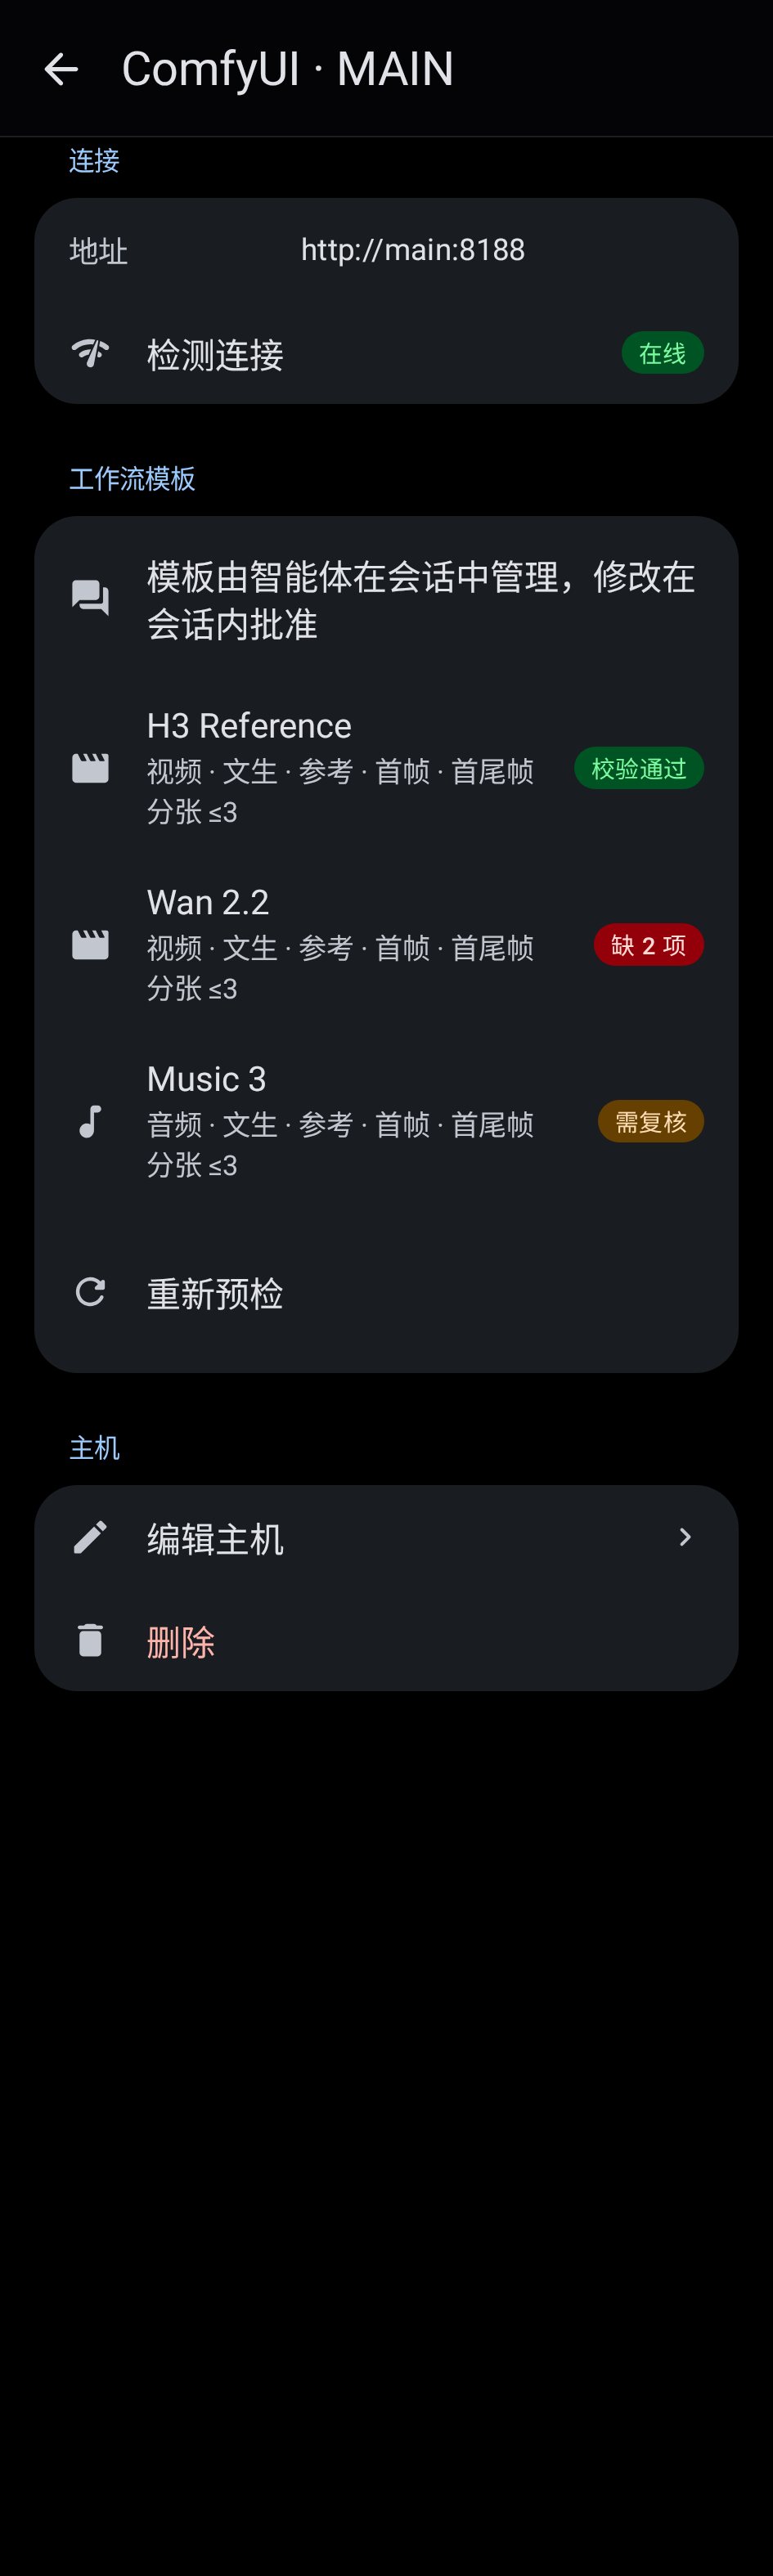 ComfyUI · MAIN
连接
地址 http://main:8188
检测连接 在线
工作流模板
模板由智能体在会话中管理，修改在
会话内批准
H3 Reference
视频 · 文生 · 参考 · 首帧 · 首尾帧
分张 ≤3
校验通过
Wan 2.2
视频 · 文生 · 参考 · 首帧 · 首尾帧
分张 ≤3
缺 2 项
Music 3
音频 · 文生 · 参考 · 首帧 · 首尾帧
分张 ≤3
需复核
重新预检
主机
编辑主机
删除